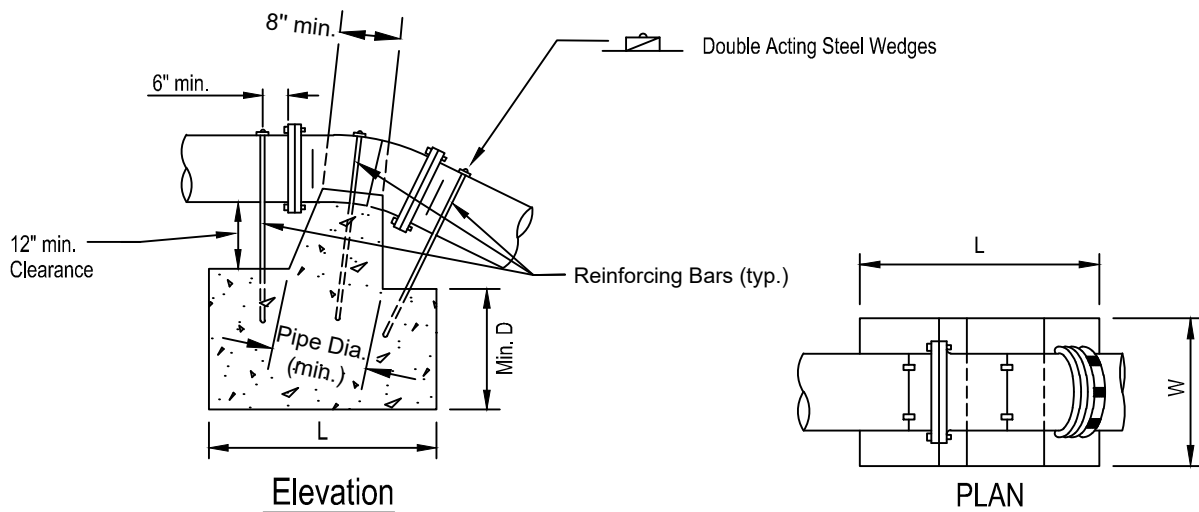 8" min.
Double Acting Steel Wedges
6" min.
12" min.
Clearance
Reinforcing Bars (typ.)
Pipe Dia.
(min.)
Min. D
L
Elevation
L
W
PLAN